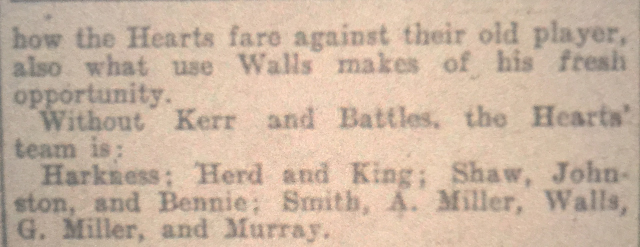 how the Hearts fare against their old player,
also what use Walls makes of his fresh
opportunity.
Without Kerr and Battles, the Hearts'
team is:
Harkness; Herd and King; Shaw, John-
ston, and Bennie; Smith, A. Miller, Walls,
G. Miller, and Murray.